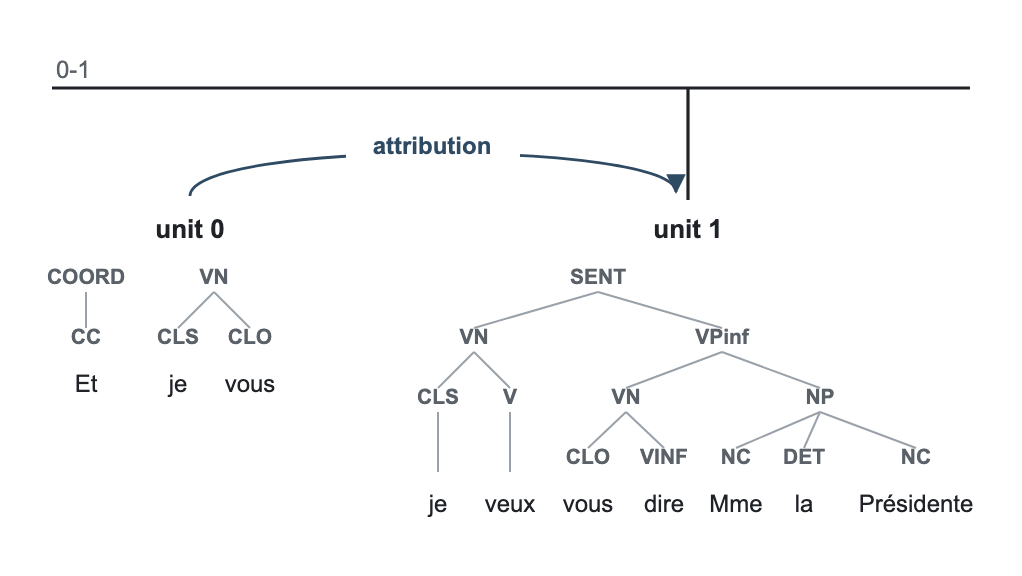 0-1
attribution
unit 0 unit 1
COORD VN SENT
CC CLS CLO VN VPinf
Et je vous CLS V VN NP
CLO VINF NC DET NC
je veux vous dire Mme la Présidente